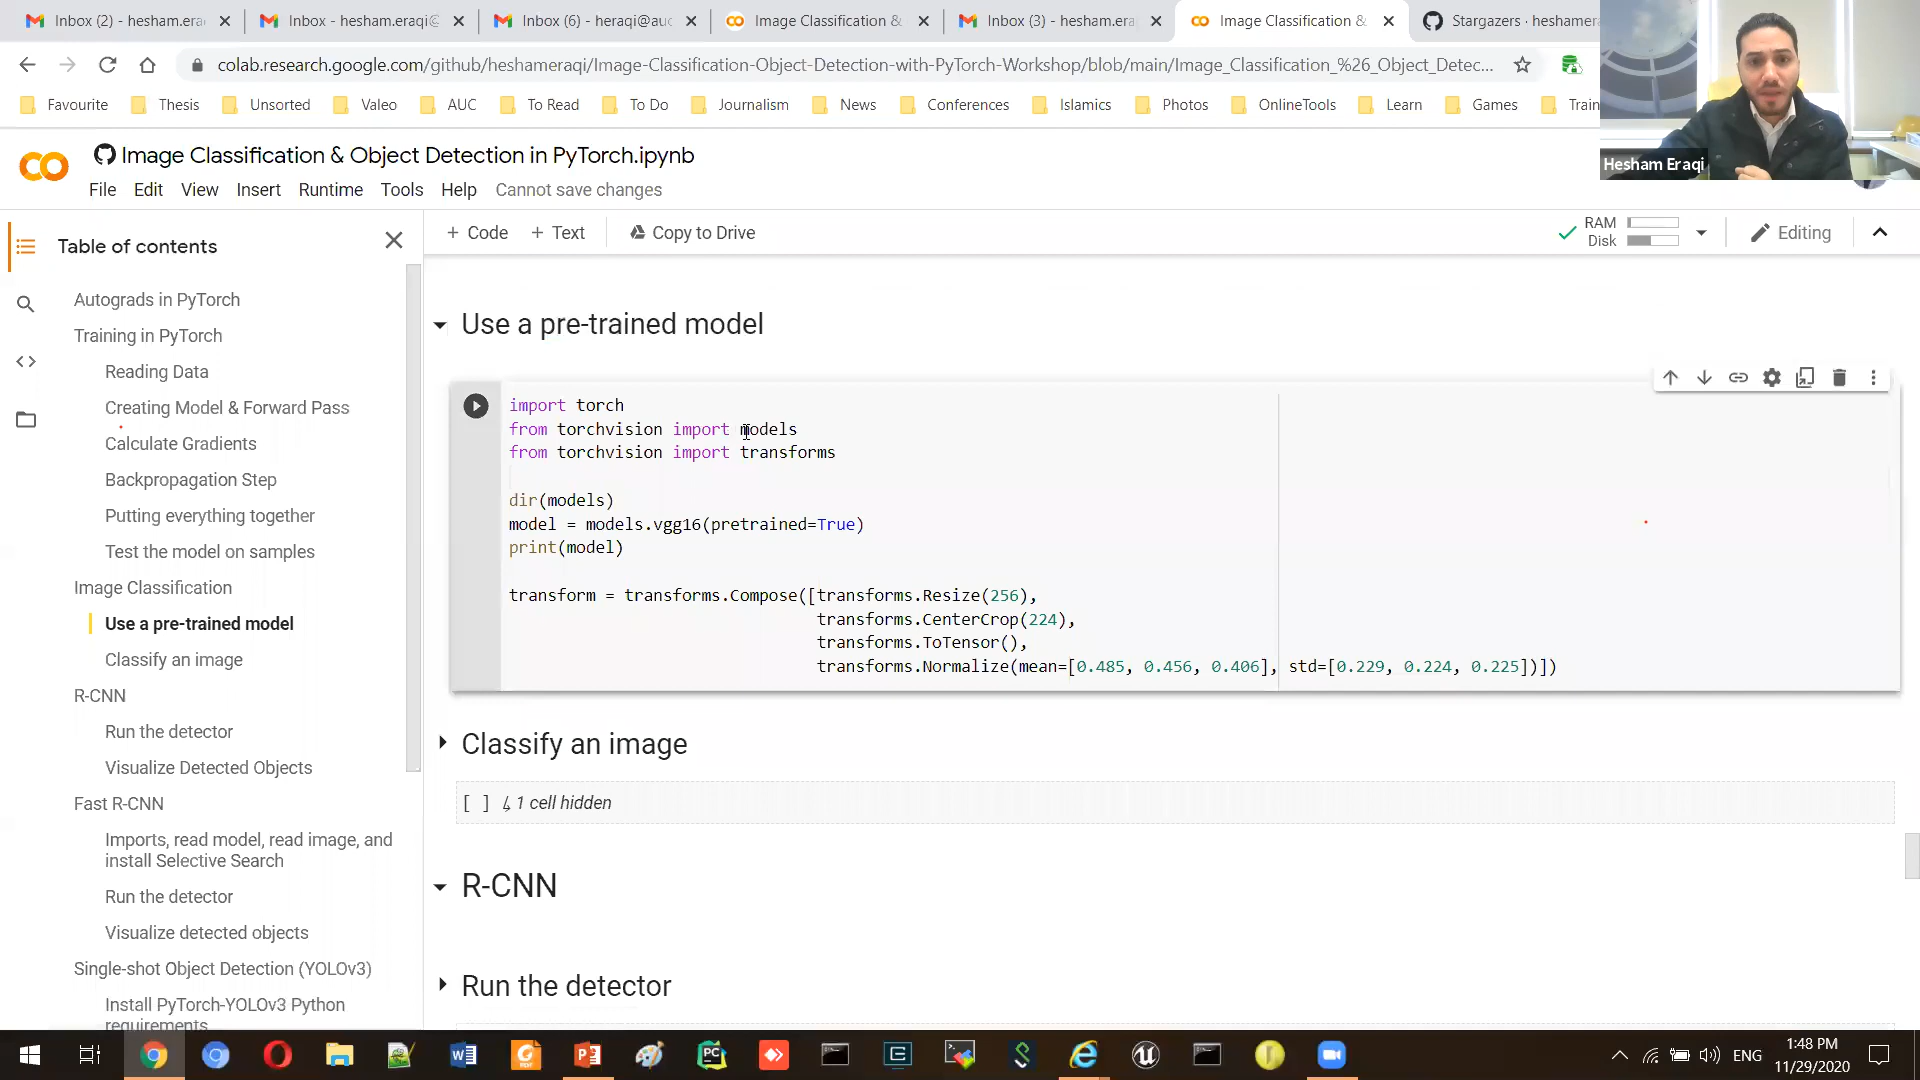 Inbox (2) - hesham.era
Inbox - hesham.eraqi@
Inbox (6) - heraqi@auc
Image Classification &
Inbox (3) - hesham.era
Image Classification &
Stargazers · heshamera
colab.research.google.com/github/heshameraqi/Image-Classification-Object-Detection-with-PyTorch-Workshop/blob/main/Image_Classification_%26_Object_Detec...
Favourite
Thesis
Unsorted
Valeo
AUC
To Read
To Do
Journalism
News
Conferences
Islamics
Photos
OnlineTools
Learn
Games
Train
Hesham Eraqi
Image Classification & Object Detection in PyTorch.ipynb
File Edit View Insert Runtime Tools Help Cannot save changes
+ Code + Text Copy to Drive
RAM
Disk
Editing
Table of contents
Autograds in PyTorch
Training in PyTorch
Reading Data
Creating Model & Forward Pass
Calculate Gradients
Backpropagation Step
Putting everything together
Test the model on samples
Image Classification
Use a pre-trained model
Classify an image
R-CNN
Run the detector
Visualize Detected Objects
Fast R-CNN
Imports, read model, read image, and
install Selective Search
Run the detector
Visualize detected objects
Single-shot Object Detection (YOLOv3)
Install PyTorch-YOLOv3 Python
requirements
Use a pre-trained model
import torch
from torchvision import models
from torchvision import transforms
dir(models)
model = models.vgg16(pretrained=True)
print(model)
transform = transforms.Compose([transforms.Resize(256),
transforms.CenterCrop(224),
transforms.ToTensor(),
transforms.Normalize(mean=[0.485, 0.456, 0.406], std=[0.229, 0.224, 0.225])])
Classify an image
[ ] ↳ 1 cell hidden
R-CNN
Run the detector
ENG
1:48 PM
11/29/2020